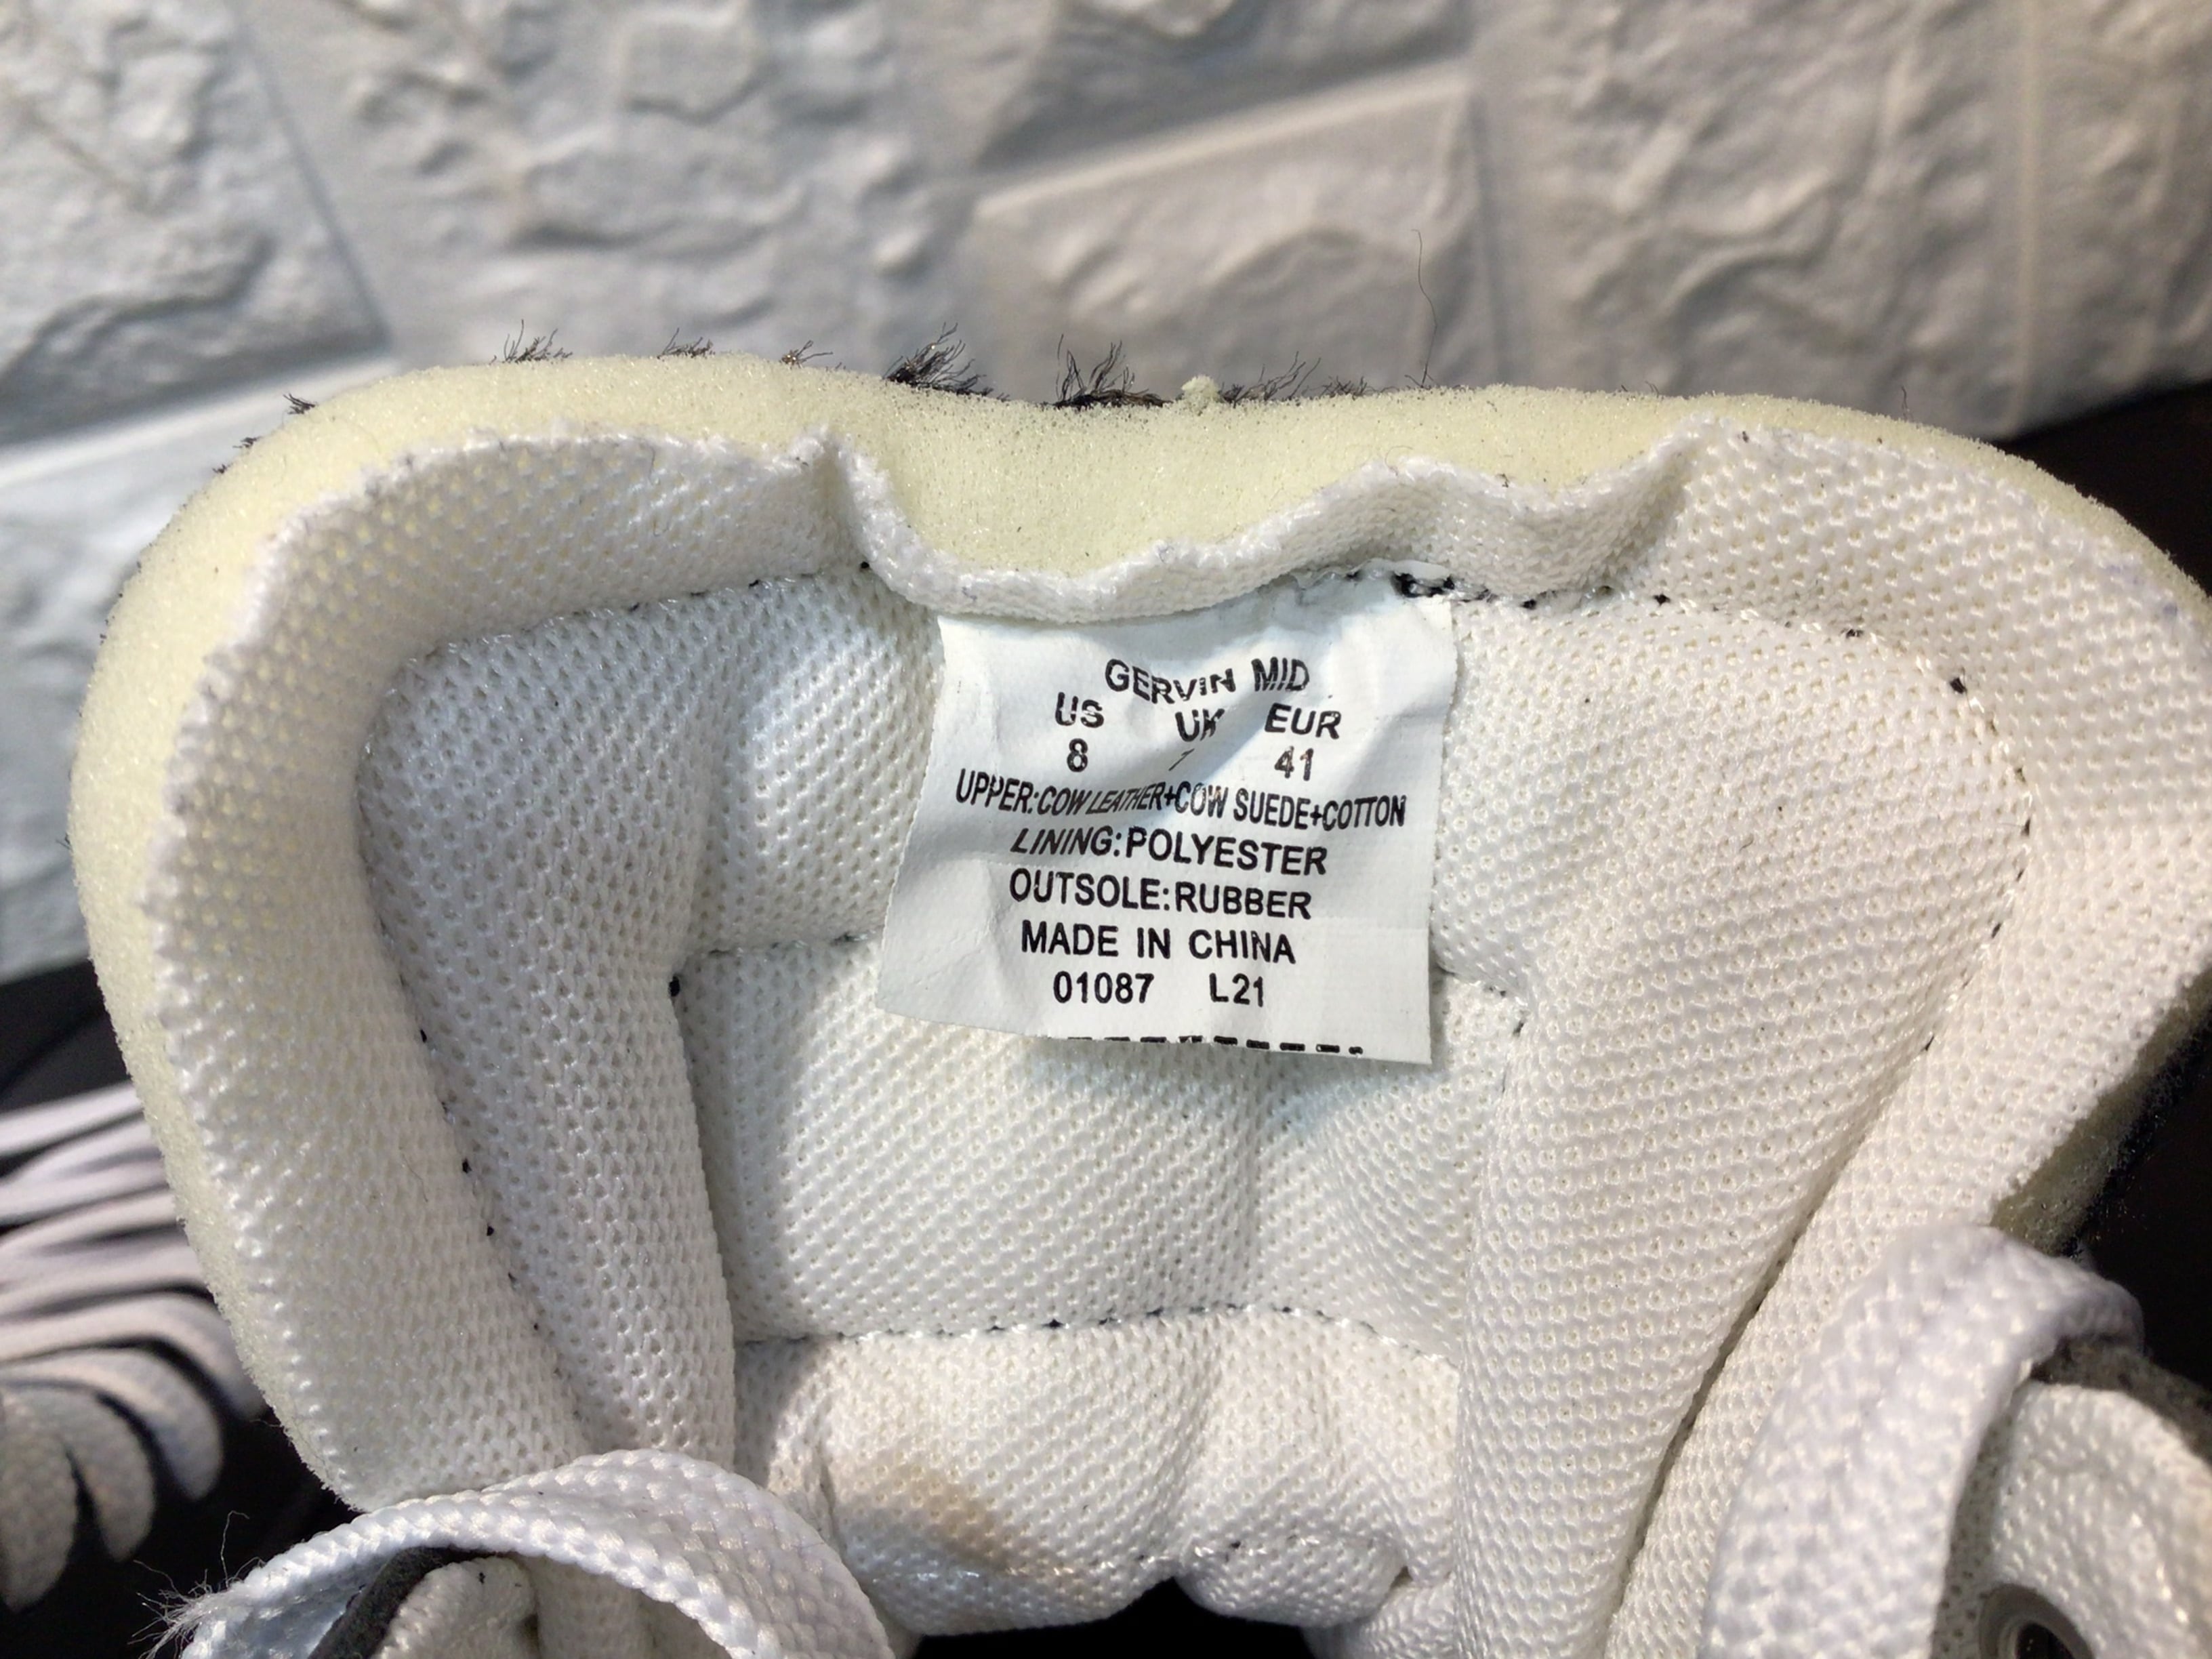 GERVIN MID
US UK EUR
8 41
UPPER:COW LEATHER+COW SUEDE+COTTON
LINING:POLYESTER
OUTSOLE:RUBBER
MADE IN CHINA
01087 L21